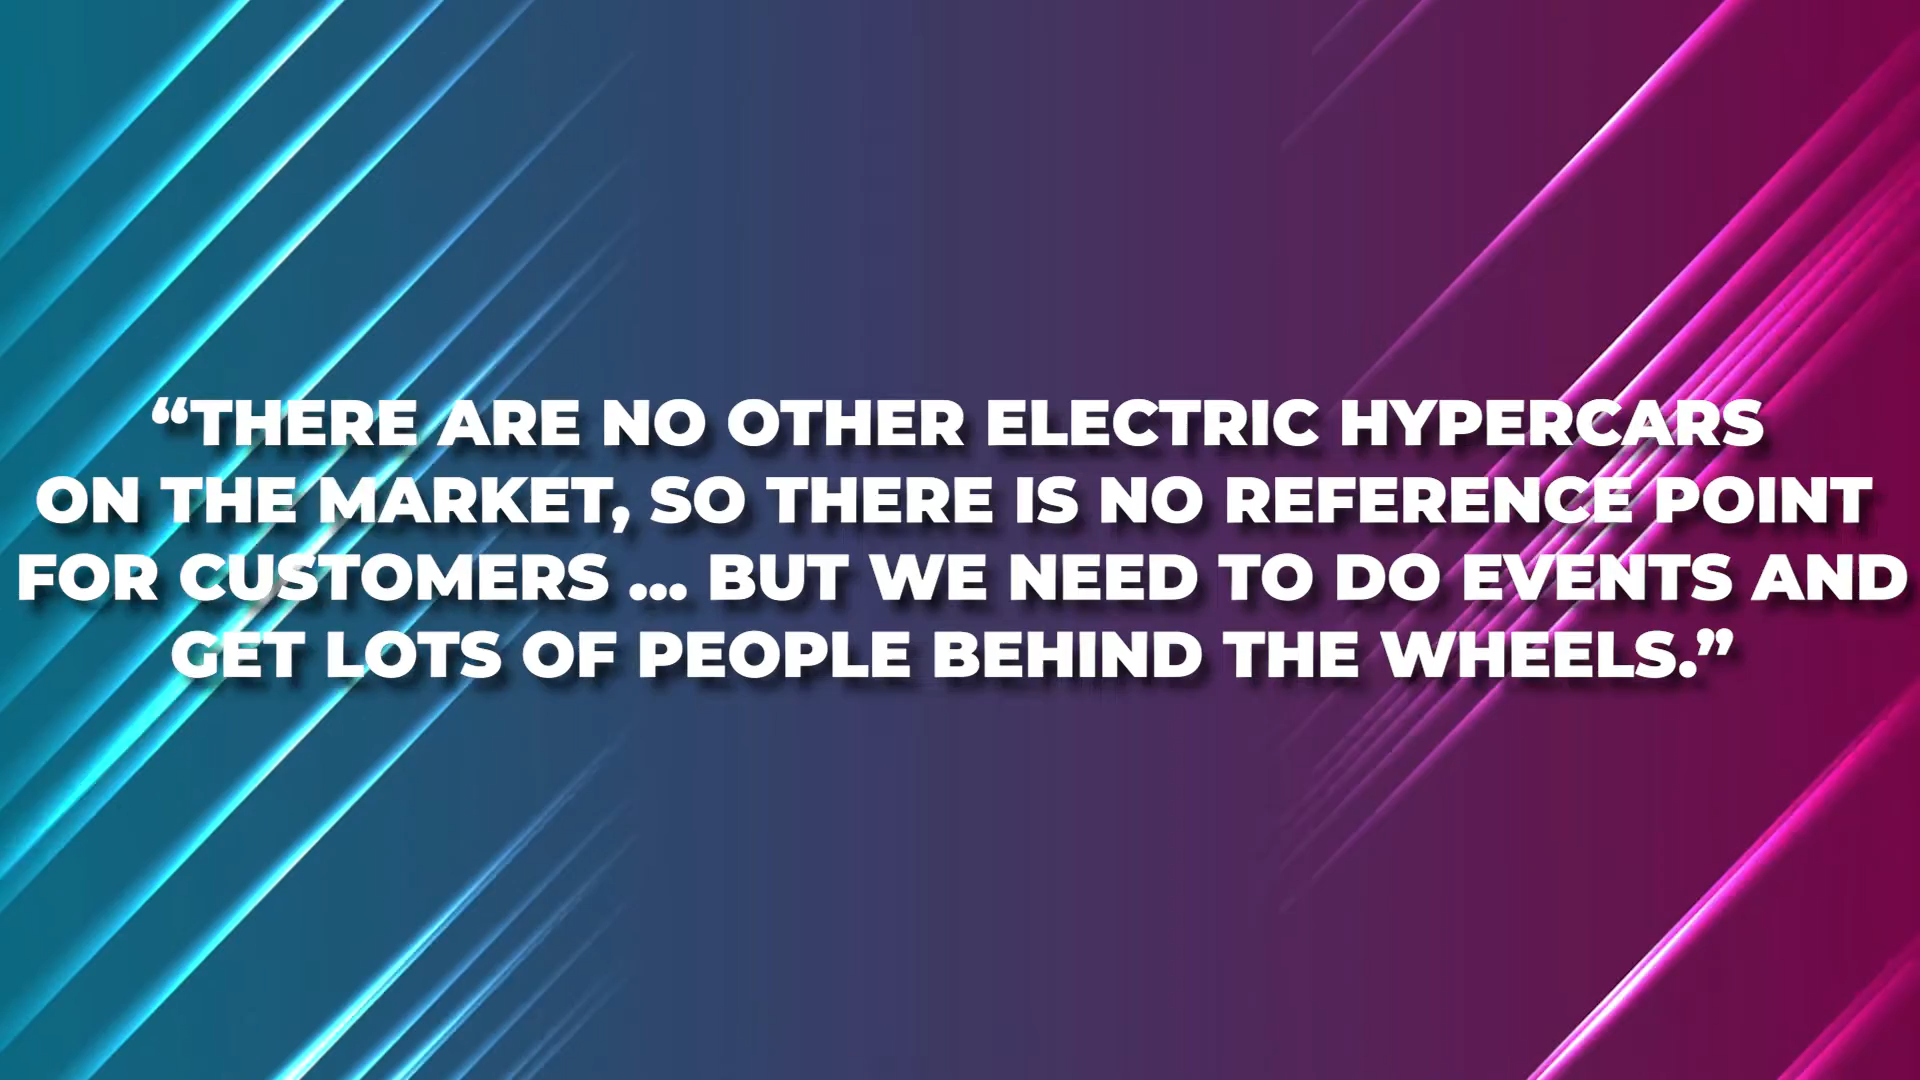 “THERE ARE NO OTHER ELECTRIC HYPERCARS
ON THE MARKET, SO THERE IS NO REFERENCE POINT
FOR CUSTOMERS ... BUT WE NEED TO DO EVENTS AND
GET LOTS OF PEOPLE BEHIND THE WHEELS.”